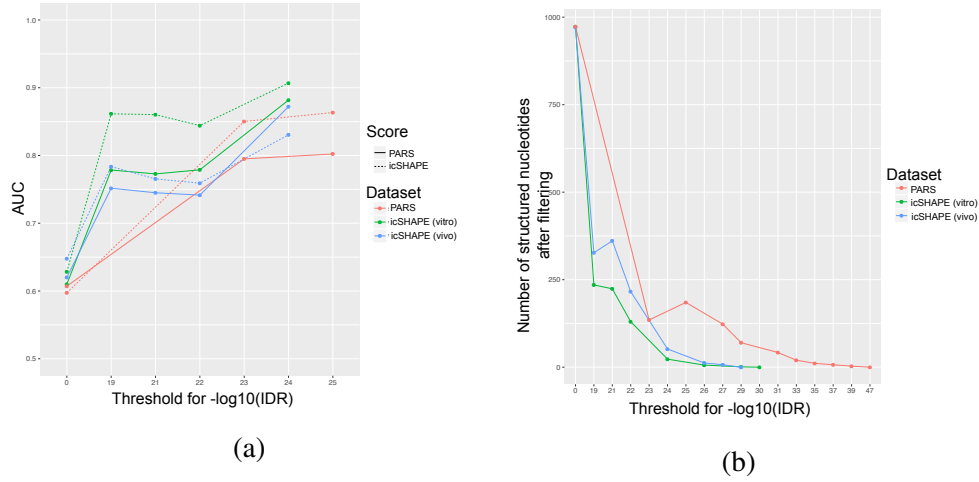 1.0
0.9
0.8
0.7
0.6
0.5
AUC
0 19 21 22 23 24 25
Threshold for -log10(IDR)
Score
PARS
icSHAPE
Dataset
PARS
icSHAPE (vitro)
icSHAPE (vivo)
(a)
1000
750
500
250
0
Number of structured nucleotides
after filtering
0 19 21 22 23 24 25 26 27 29 30 31 33 35 37 39 47
Threshold for -log10(IDR)
Dataset
PARS
icSHAPE (vitro)
icSHAPE (vivo)
(b)